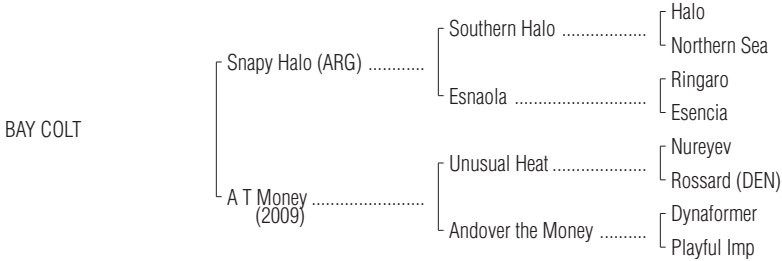 Halo
Southern Halo ...................
Northern Sea
Snapy Halo (ARG) ............
Ringaro
Esnaola ............................
Esencia
BAY COLT
Nureyev
Unusual Heat ....................
Rossard (DEN)
A T Money ........................
(2009)
Dynaformer
Andover the Money ..........
Playful Imp